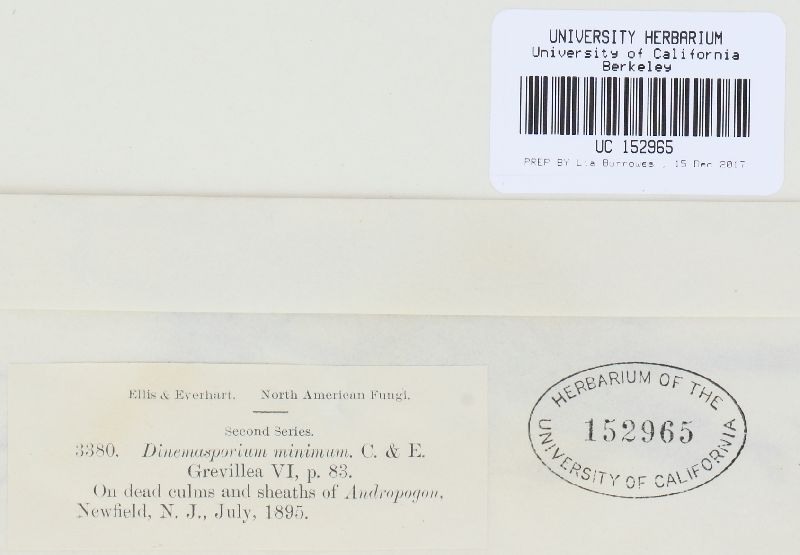 UNIVERSITY HERBARIUM
University of California
Berkeley
UC 152965
PREP BY Lea Burrowes , 15 Dec 2017
Ellis & Everhart. North American Fungi.
Second Series.
3380. Dinemasporium minimum. C. & E.
Grevillea VI, p. 83.
On dead culms and sheaths of Andropogon,
Newfield, N. J., July, 1895.
HERBARIUM OF THE
152965
UNIVERSITY OF CALIFORNIA